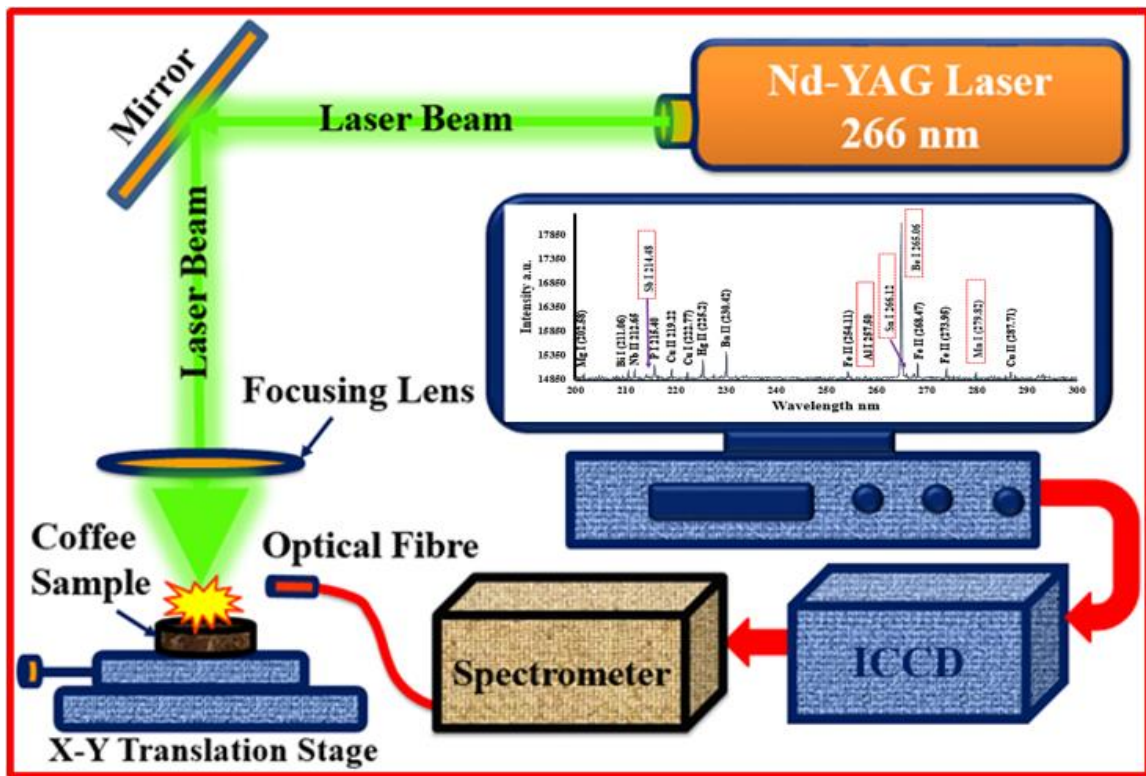 Mirror
Laser Beam
Nd-YAG Laser
266 nm
Laser Beam
Intensity a.u.
17850
17350
16850
16350
15850
15350
14850
Mg I (202.58)
Bi I (211.06)
Nb II 212.65
Sb I 214.48
P I 215.40
Cu II 219.22
Cu I (222.77)
Hg II (225.2)
Ba II (230.42)
Fe II (254.11)
Al I 257.50
Sn I 266.12
Be I 265.06
Fe II (268.47)
Fe II (273.95)
Mn I (279.82)
Cu II (287.71)
200 210 220 230 240 250 260 270 280 290 300
Wavelength nm
Focusing Lens
Coffee
Sample
Optical Fibre
Spectrometer
ICCD
X-Y Translation Stage